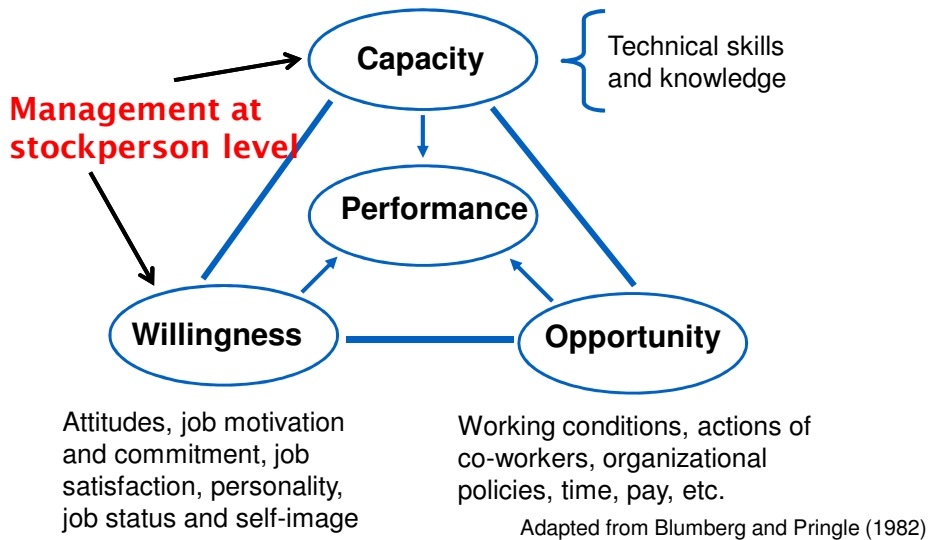 Capacity
Technical skills
and knowledge
Management at
stockperson level
Performance
Willingness
Opportunity
Attitudes, job motivation
and commitment, job
satisfaction, personality,
job status and self-image
Working conditions, actions of
co-workers, organizational
policies, time, pay, etc.
Adapted from Blumberg and Pringle (1982)